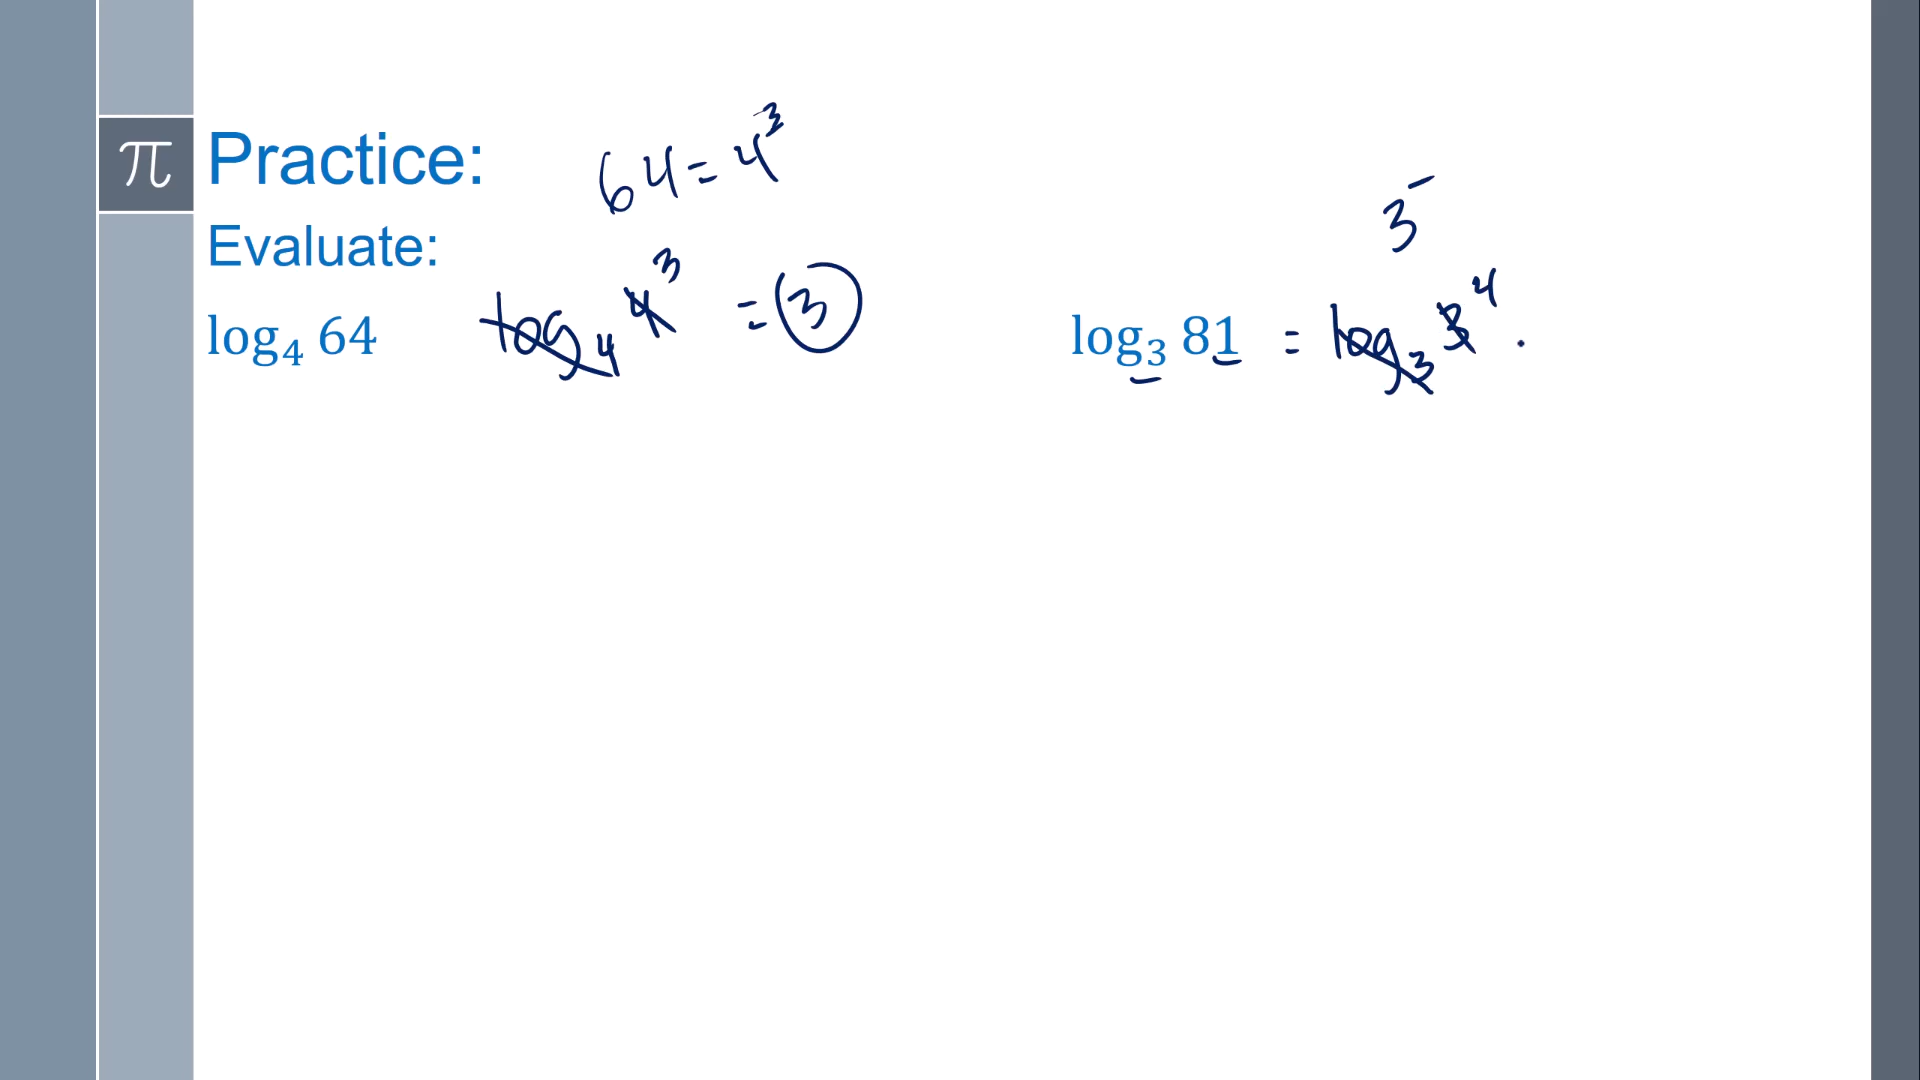 π
Practice:
64 = 4³
Evaluate:
log₄ 64 log₄ 4³ = 3
3⁻
log₃ 81 = log₃ 3⁴ .